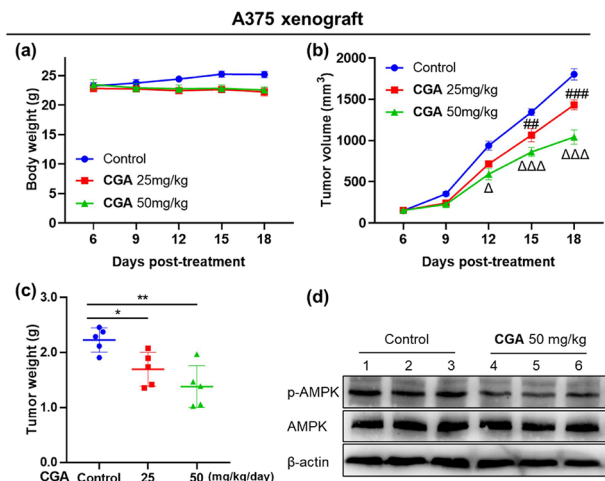 A375 xenograft
(a)
Body weight (g)
30
25
20
15
10
5
0
Control
CGA 25mg/kg
CGA 50mg/kg
6 9 12 15 18
Days post-treatment
(b)
Tumor volume (mm³)
2000
1500
1000
500
0
Control
CGA 25mg/kg
CGA 50mg/kg
##
###
Δ
ΔΔΔ
ΔΔΔ
6 9 12 15 18
Days post-treatment
(c)
Tumor weight (g)
3.0
2.0
1.0
0.0
**
*
CGA Control 25 50 (mg/kg/day)
(d)
Control CGA 50 mg/kg
1 2 3 4 5 6
p-AMPK
AMPK
β-actin